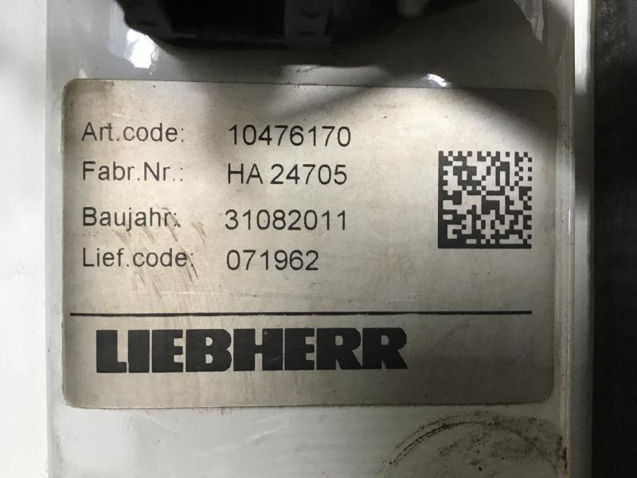 Art.code: 10476170
Fabr.Nr.: HA 24705
Baujahr: 31082011
Lief.code: 071962
LIEBHERR